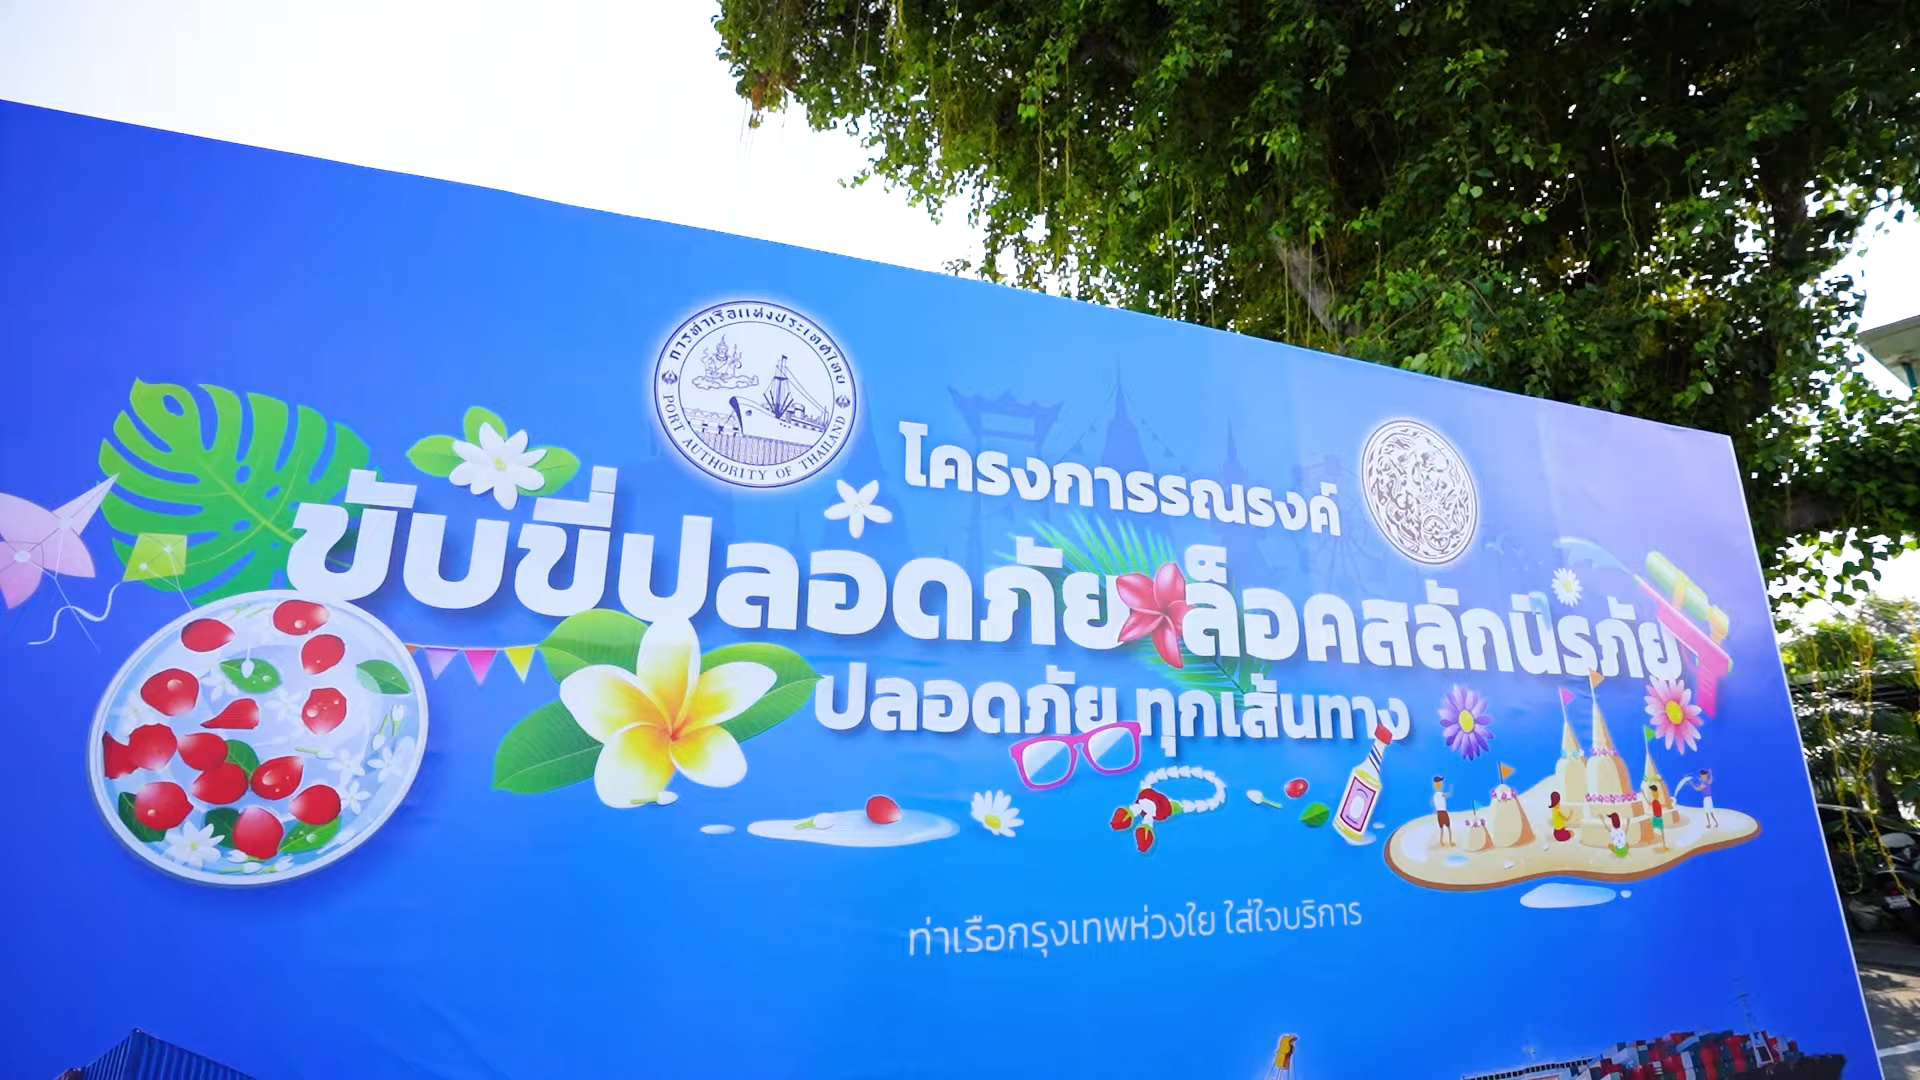 การท่าเรือแห่งประเทศไทย
PORT AUTHORITY OF THAILAND
โครงการรณรงค์
ขับขี่ปลอดภัย ล็อคสลักนิรภัย
ปลอดภัย ทุกเส้นทาง
ท่าเรือกรุงเทพห่วงใย ใส่ใจบริการ